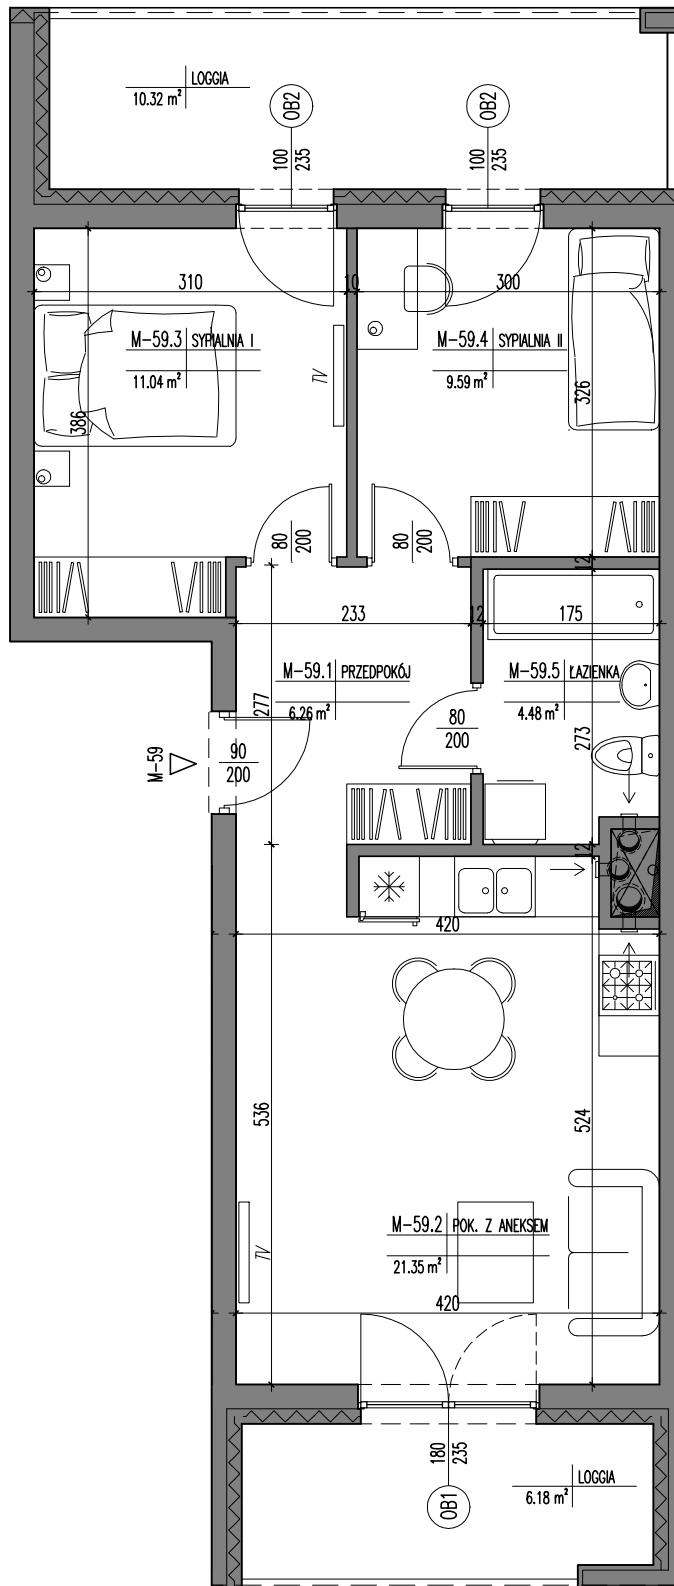 LOGGIA
10.32 m²
OB2
OB2
100
235
100
235
310
10
300
M-59.3 SYPIALNIA I
11.04 m²
M-59.4 SYPIALNIA II
9.59 m²
TV
386
326
80
200
80
200
12
233
12
175
M-59.1 PRZEDPOKÓJ
6.26 m²
M-59.5 ŁAZIENKA
4.48 m²
277
273
80
200
M-59
90
200
12
420
536
524
M-59.2 POK. Z ANEKSEM
21.35 m²
TV
420
180
235
OB1
LOGGIA
6.18 m²